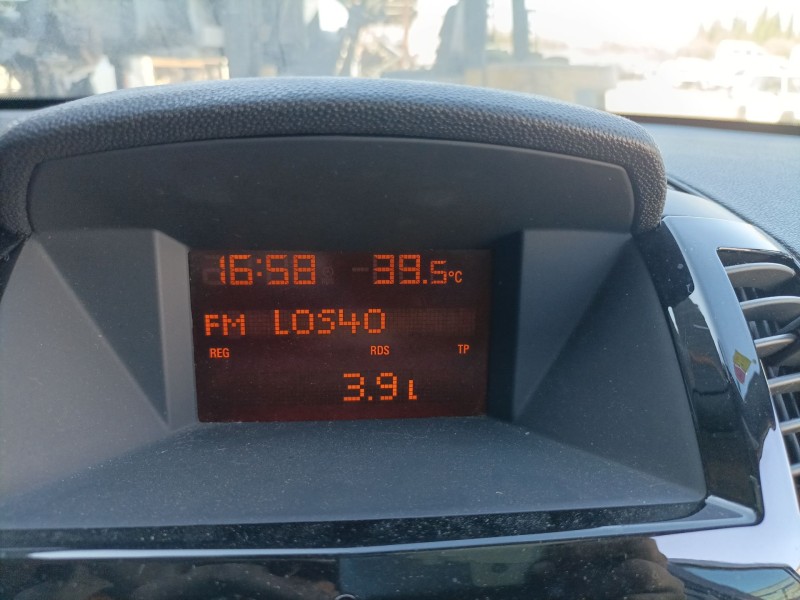 16:58 39.5°C
FM LOS40
REG RDS TP
3.9 L